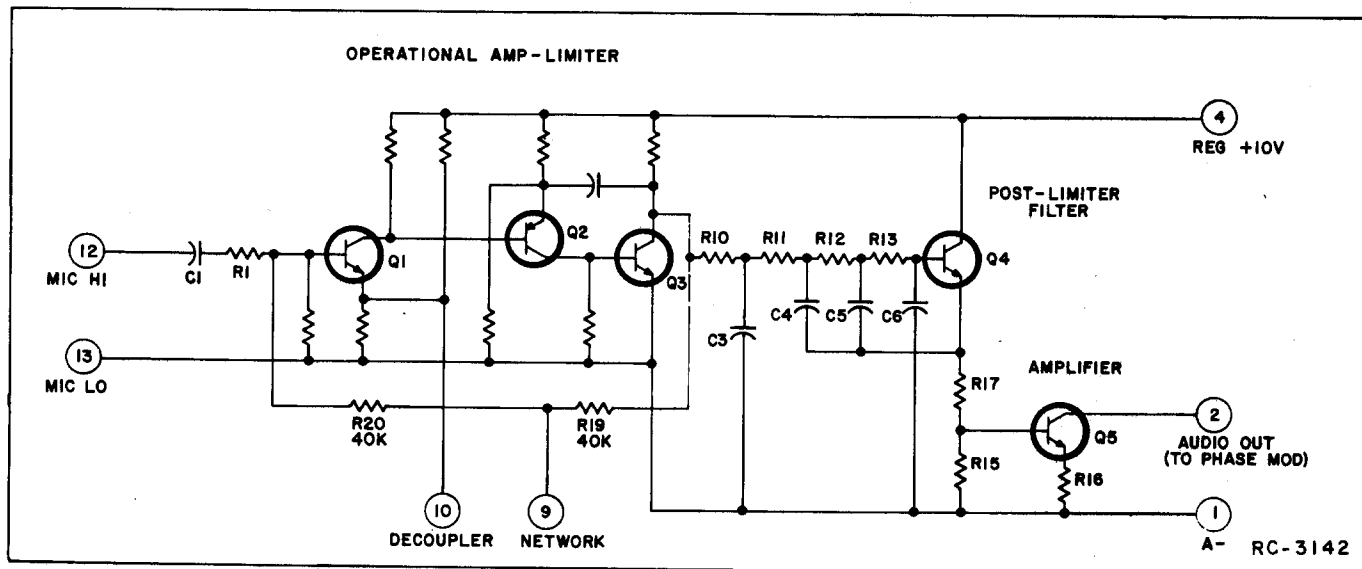 OPERATIONAL AMP-LIMITER
4
REG +10V
POST-LIMITER
FILTER
12
MIC HI
C1
R1
Q1
Q2
Q3
R10
R11
R12
R13
Q4
C3
C4
C5
C6
13
MIC LO
R20
40K
R19
40K
R17
AMPLIFIER
Q5
2
AUDIO OUT
(TO PHASE MOD)
R15
R16
10
DECOUPLER
9
NETWORK
1
A-
RC-3142